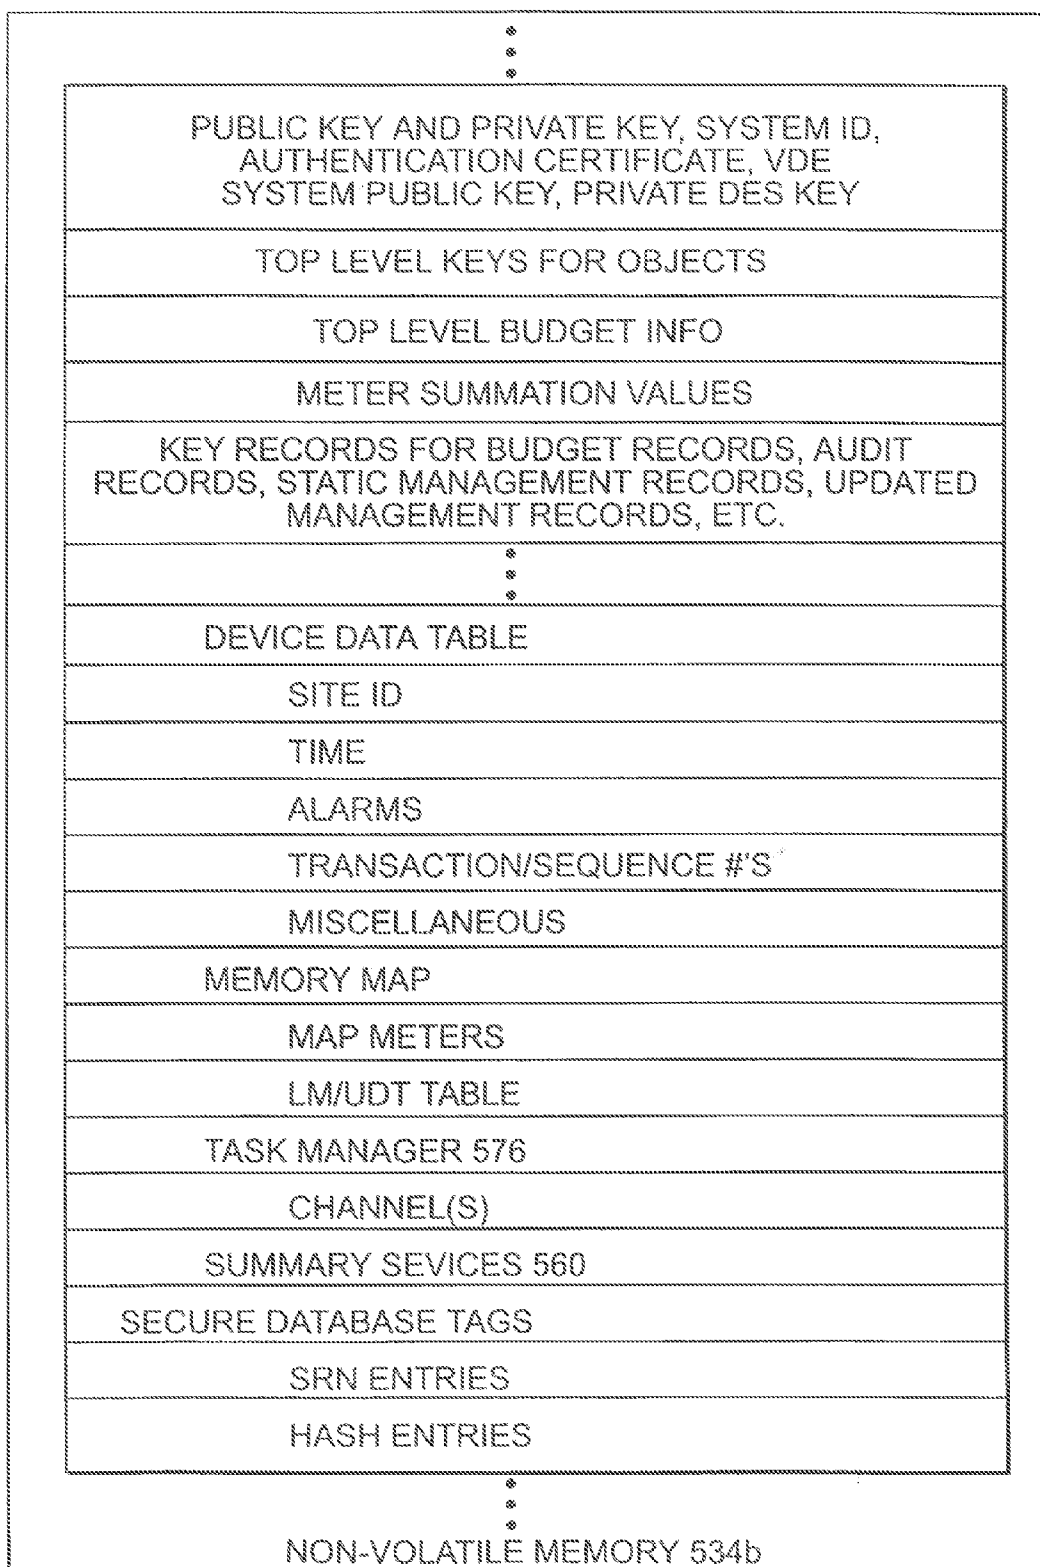 PUBLIC KEY AND PRIVATE KEY, SYSTEM ID,
AUTHENTICATION CERTIFICATE, VDE
SYSTEM PUBLIC KEY, PRIVATE DES KEY
TOP LEVEL KEYS FOR OBJECTS
TOP LEVEL BUDGET INFO
METER SUMMATION VALUES
KEY RECORDS FOR BUDGET RECORDS, AUDIT
RECORDS, STATIC MANAGEMENT RECORDS, UPDATED
MANAGEMENT RECORDS, ETC.
DEVICE DATA TABLE
SITE ID
TIME
ALARMS
TRANSACTION/SEQUENCE #'S
MISCELLANEOUS
MEMORY MAP
MAP METERS
LM/UDT TABLE
TASK MANAGER 576
CHANNEL(S)
SUMMARY SEVICES 560
SECURE DATABASE TAGS
SRN ENTRIES
HASH ENTRIES
NON-VOLATILE MEMORY 534b